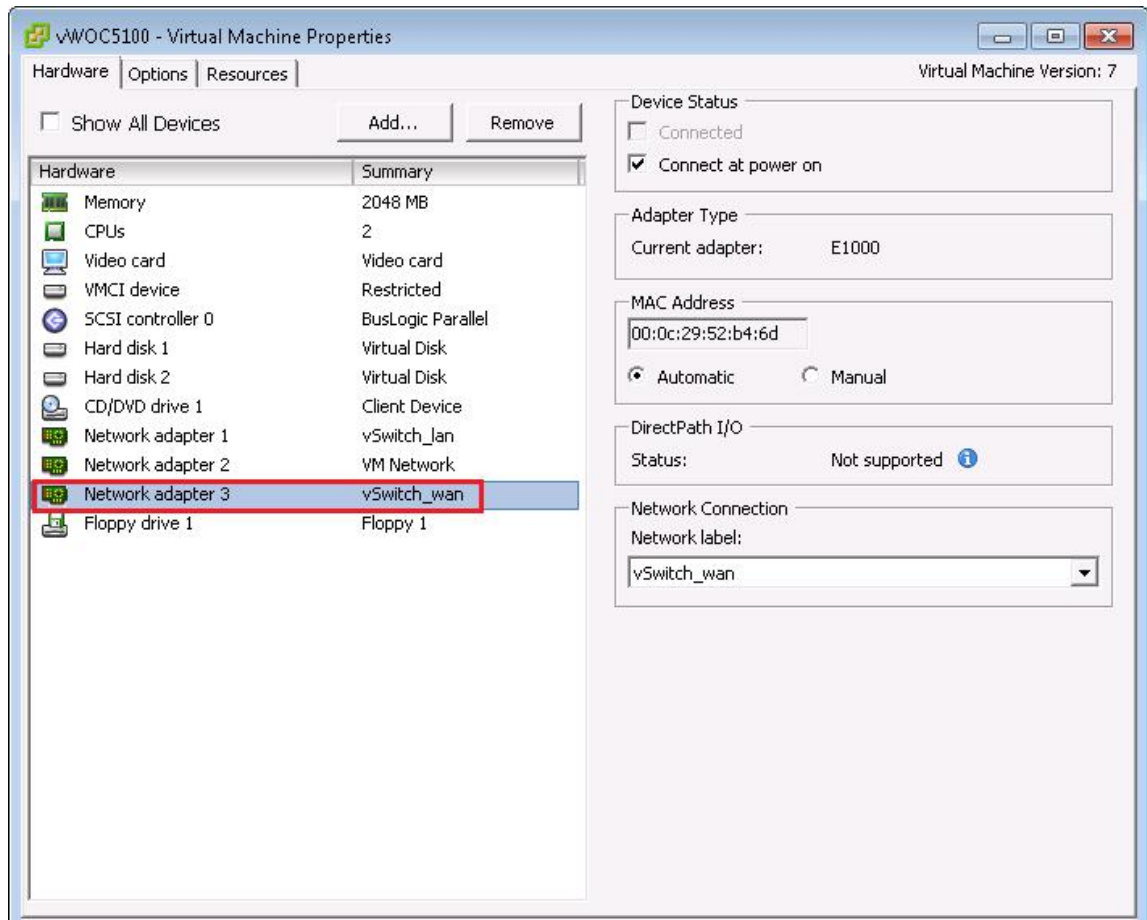 vWOC5100 - Virtual Machine Properties
Hardware Options Resources Virtual Machine Version: 7
Show All Devices Add... Remove
Hardware Summary
Memory 2048 MB
CPUs 2
Video card Video card
VMCI device Restricted
SCSI controller 0 BusLogic Parallel
Hard disk 1 Virtual Disk
Hard disk 2 Virtual Disk
CD/DVD drive 1 Client Device
Network adapter 1 vSwitch_lan
Network adapter 2 VM Network
Network adapter 3 vSwitch_wan
Floppy drive 1 Floppy 1
Device Status
Connected
Connect at power on
Adapter Type
Current adapter: E1000
MAC Address
00:0c:29:52:b4:6d
Automatic Manual
DirectPath I/O
Status: Not supported
Network Connection
Network label:
vSwitch_wan